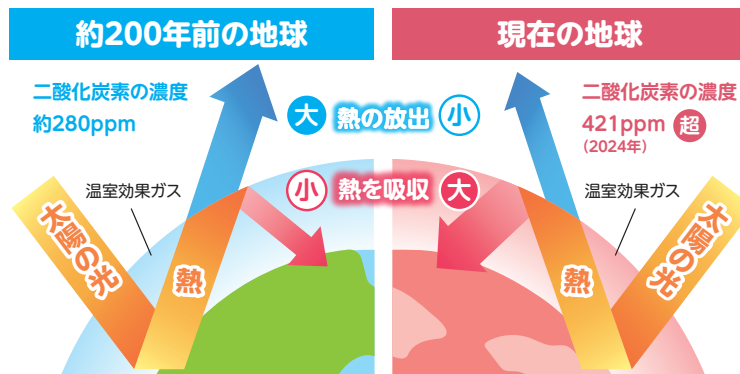 約200年前の地球
現在の地球
二酸化炭素の濃度
約280ppm
大 熱の放出 小
二酸化炭素の濃度
421ppm 超
(2024年)
小 熱を吸収 大
温室効果ガス
温室効果ガス
太陽の光
熱
熱
太陽の光